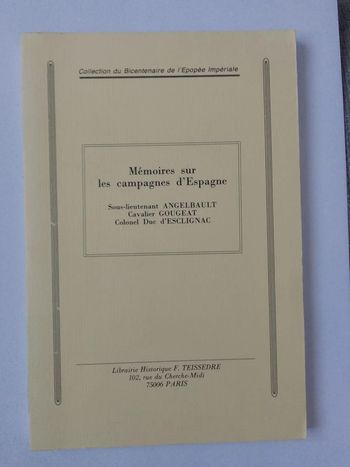 Collection du Bicentenaire de l'Epopée Impériale
Mémoires sur
les campagnes d'Espagne
Sous-lieutenant ANGELBAULT
Cavalier GOUGEAT
Colonel Duc d'ESCLIGNAC
Librairie Historique F. TEISSEDRE
102, rue du Cherche-Midi
75006 PARIS